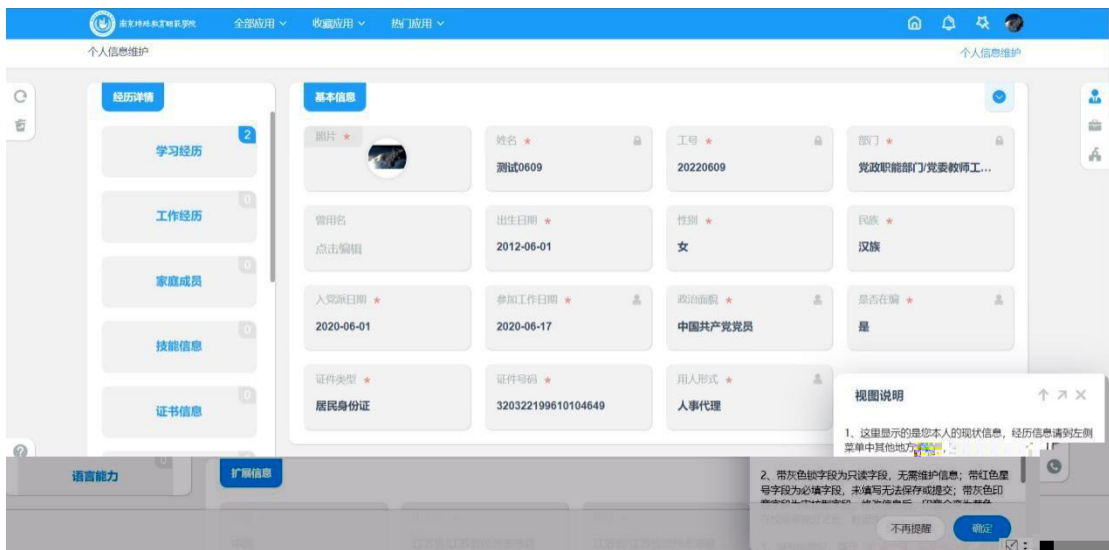 全部应用 收藏应用 热门应用
个人信息维护 个人信息维护
经历详情
学习经历 2
工作经历 0
家庭成员 0
技能信息 0
证书信息 0
语言能力 0
基本信息
照片 *
姓名 *
测试0609
工号 *
20220609
部门 *
党政职能部门/党委教师工...
曾用名
点击编辑
出生日期 *
2012-06-01
性别 *
女
民族 *
汉族
入党派日期 *
2020-06-01
参加工作日期 *
2020-06-17
政治面貌 *
中国共产党党员
是否在编 *
是
证件类型 *
居民身份证
证件号码 *
320322199610104649
用人形式 *
人事代理
扩展信息
视图说明
1、这里显示的是您本人的现状信息，经历信息请到左侧
菜单中其他地方
2、带灰色锁字段为只读字段，无需维护信息；带红色星
号字段为必填字段，未填写无法保存或提交；带灰色印
不再提醒 确定